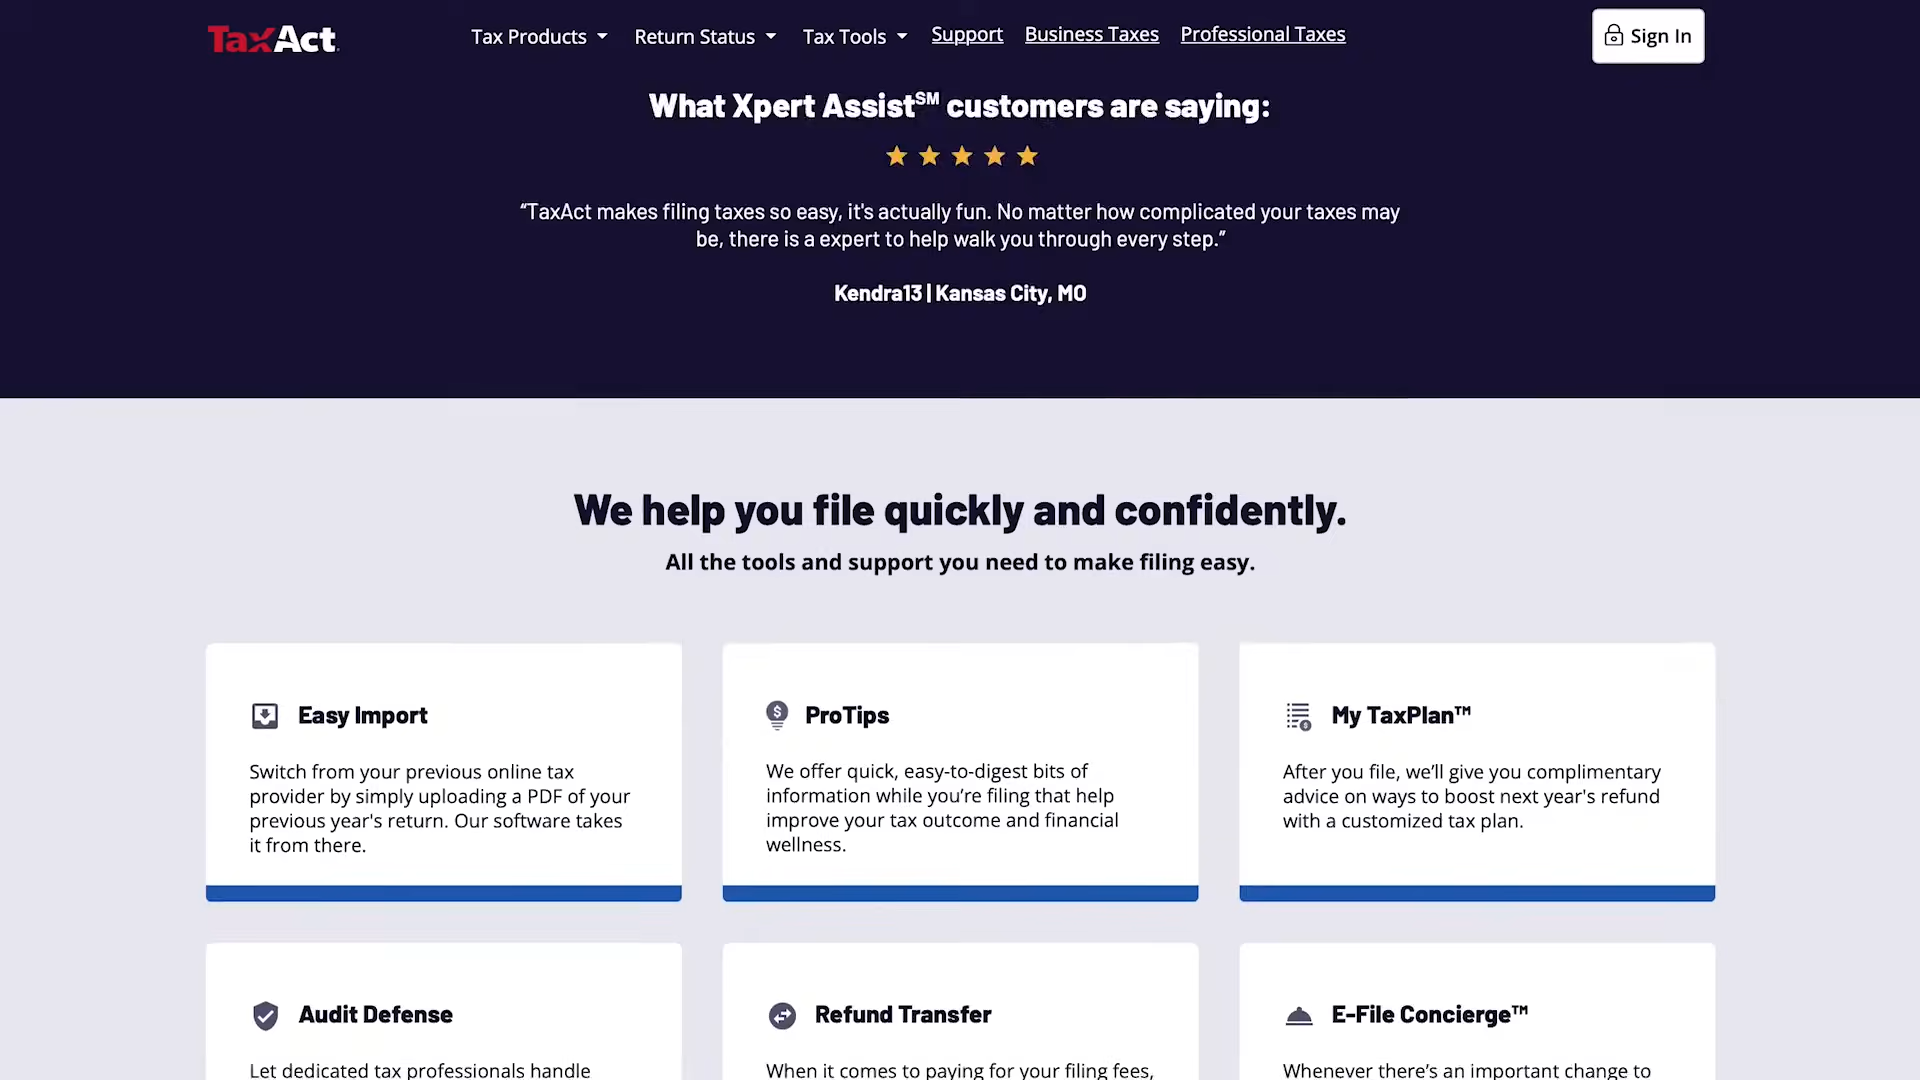 TaxAct
Tax Products
Return Status
Tax Tools
Support
Business Taxes
Professional Taxes
Sign In
What Xpert Assist℠ customers are saying:
“TaxAct makes filing taxes so easy, it's actually fun. No matter how complicated your taxes may
be, there is a expert to help walk you through every step.”
Kendra13 | Kansas City, MO
We help you file quickly and confidently.
All the tools and support you need to make filing easy.
Easy Import
Switch from your previous online tax
provider by simply uploading a PDF of your
previous year's return. Our software takes
it from there.
ProTips
We offer quick, easy-to-digest bits of
information while you’re filing that help
improve your tax outcome and financial
wellness.
My TaxPlan™
After you file, we’ll give you complimentary
advice on ways to boost next year's refund
with a customized tax plan.
Audit Defense
Let dedicated tax professionals handle
Refund Transfer
When it comes to paying for your filing fees,
E-File Concierge™
Whenever there’s an important change to